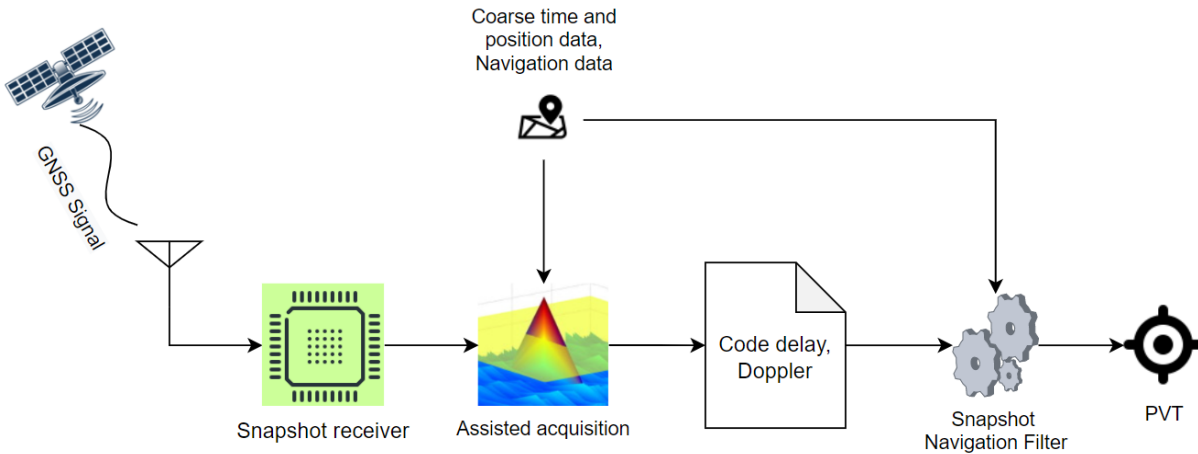 Coarse time and
position data,
Navigation data
GNSS Signal
Code delay,
Doppler
Snapshot receiver
Assisted acquisition
Snapshot
Navigation Filter
PVT